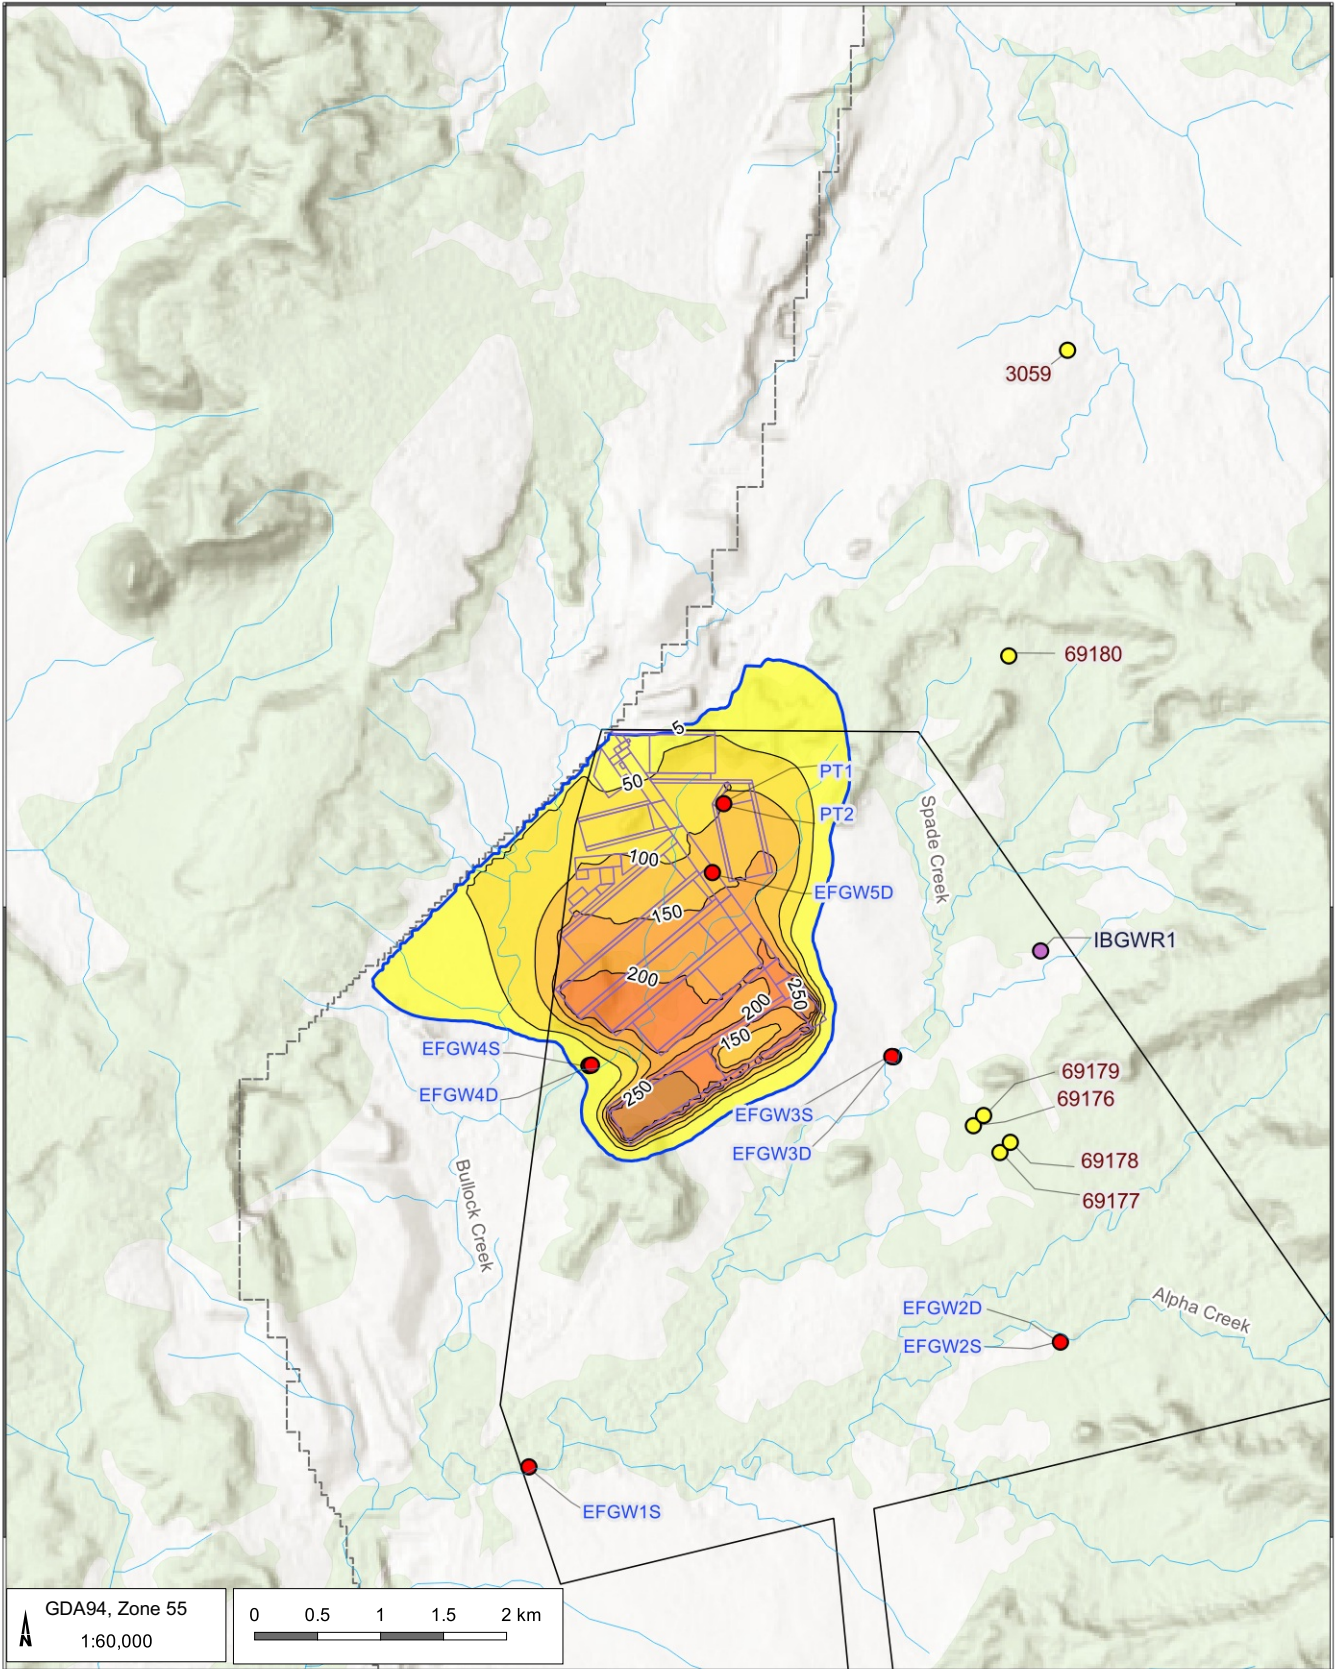 3059
69180
5
PT1
50
PT2
Spade Creek
100
EFGW5D
150
IBGWR1
200
250
200
150
EFGW4S
69179
EFGW4D
250
69176
EFGW3S
EFGW3D
69178
69177
Bullock Creek
Alpha Creek
EFGW2D
EFGW2S
EFGW1S
GDA94, Zone 55
1:60,000
N
0 0.5 1 1.5 2 km